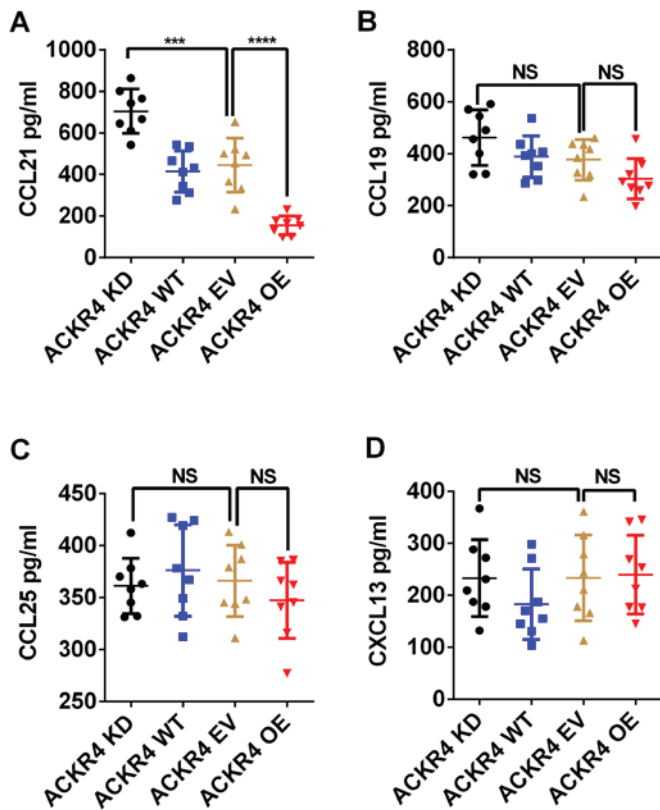 A
CCL21 pg/ml
1000
800
600
400
200
0
***
****
ACKR4 KD
ACKR4 WT
ACKR4 EV
ACKR4 OE
B
CCL19 pg/ml
800
600
400
200
0
NS
NS
ACKR4 KD
ACKR4 WT
ACKR4 EV
ACKR4 OE
C
CCL25 pg/ml
450
400
350
300
250
NS
NS
ACKR4 KD
ACKR4 WT
ACKR4 EV
ACKR4 OE
D
CXCL13 pg/ml
400
300
200
100
0
NS
NS
ACKR4 KD
ACKR4 WT
ACKR4 EV
ACKR4 OE